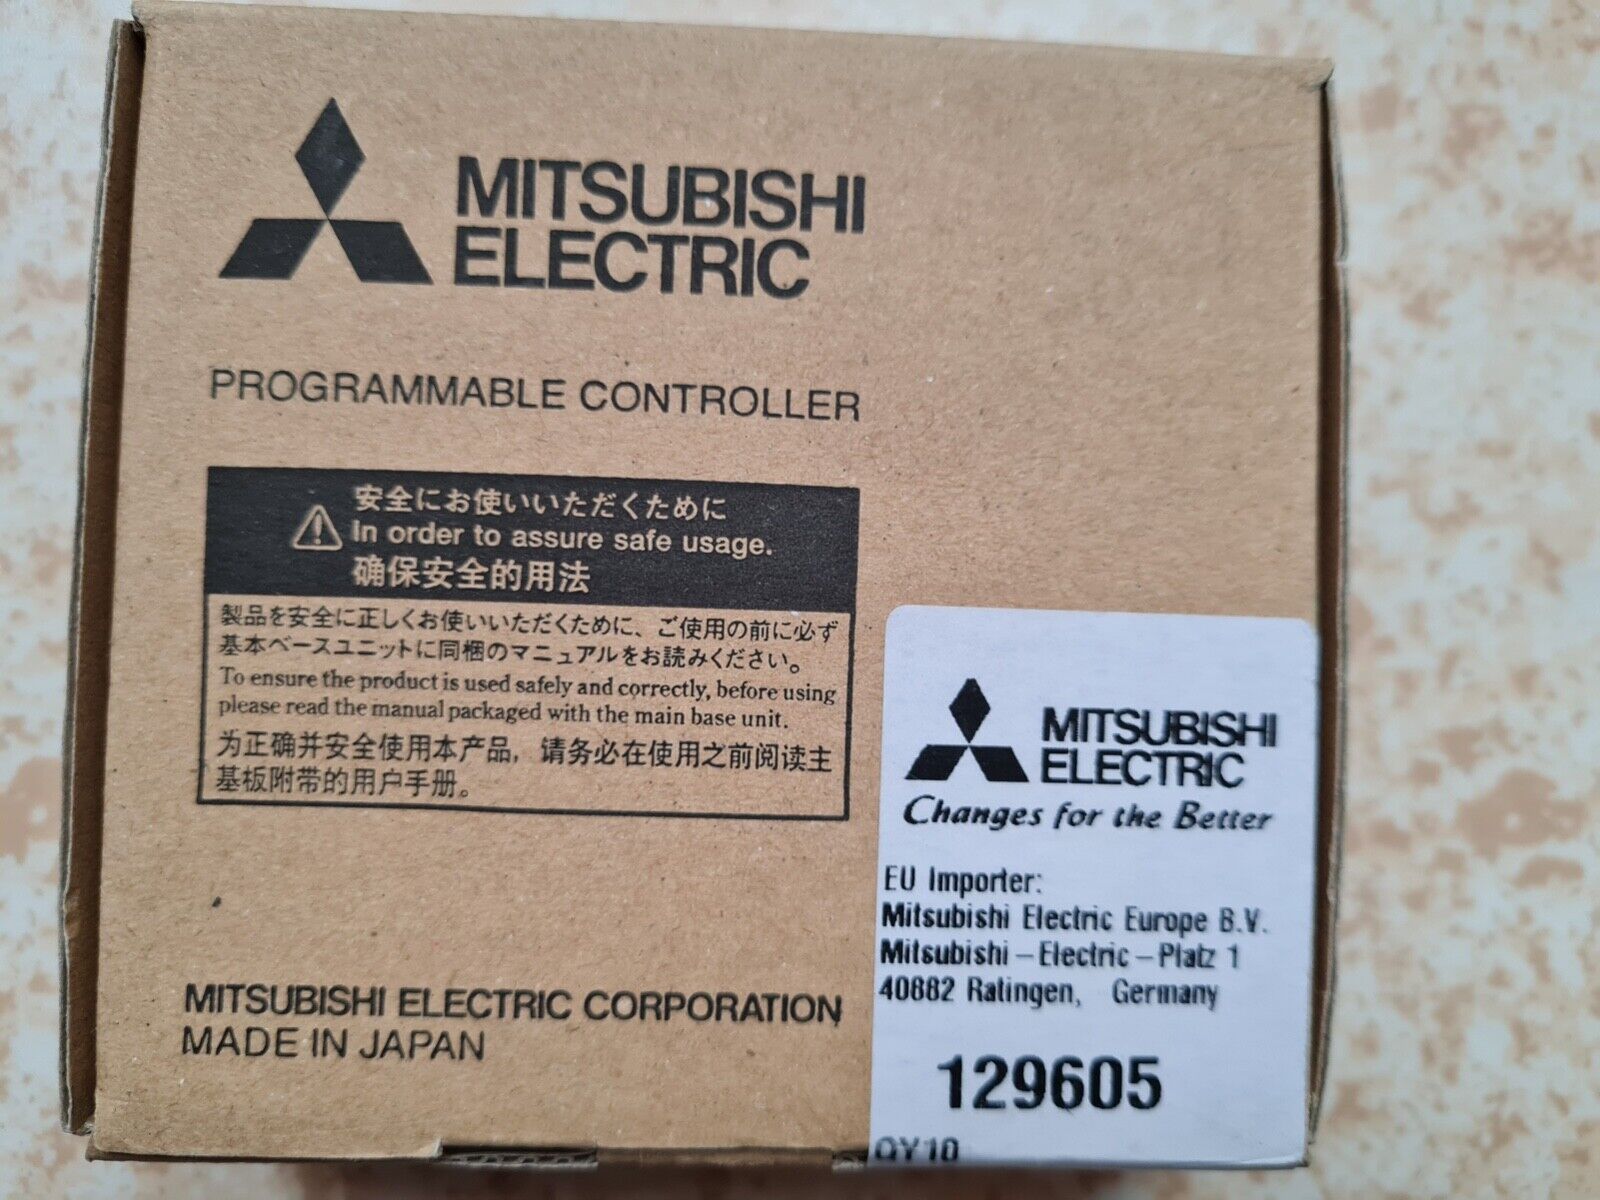 MITSUBISHI
ELECTRIC
PROGRAMMABLE CONTROLLER
安全にお使いいただくために
In order to assure safe usage.
确保安全的用法
製品を安全に正しくお使いいただくために、ご使用の前に必ず
基本ベースユニットに同梱のマニュアルをお読みください。
To ensure the product is used safely and correctly, before using
please read the manual packaged with the main base unit.
为正确并安全使用本产品，请务必在使用之前阅读主
基板附带的用户手册。
MITSUBISHI ELECTRIC CORPORATION
MADE IN JAPAN
MITSUBISHI
ELECTRIC
Changes for the Better
EU Importer:
Mitsubishi Electric Europe B.V.
Mitsubishi-Electric-Platz 1
40882 Ratingen, Germany
129605
QY10